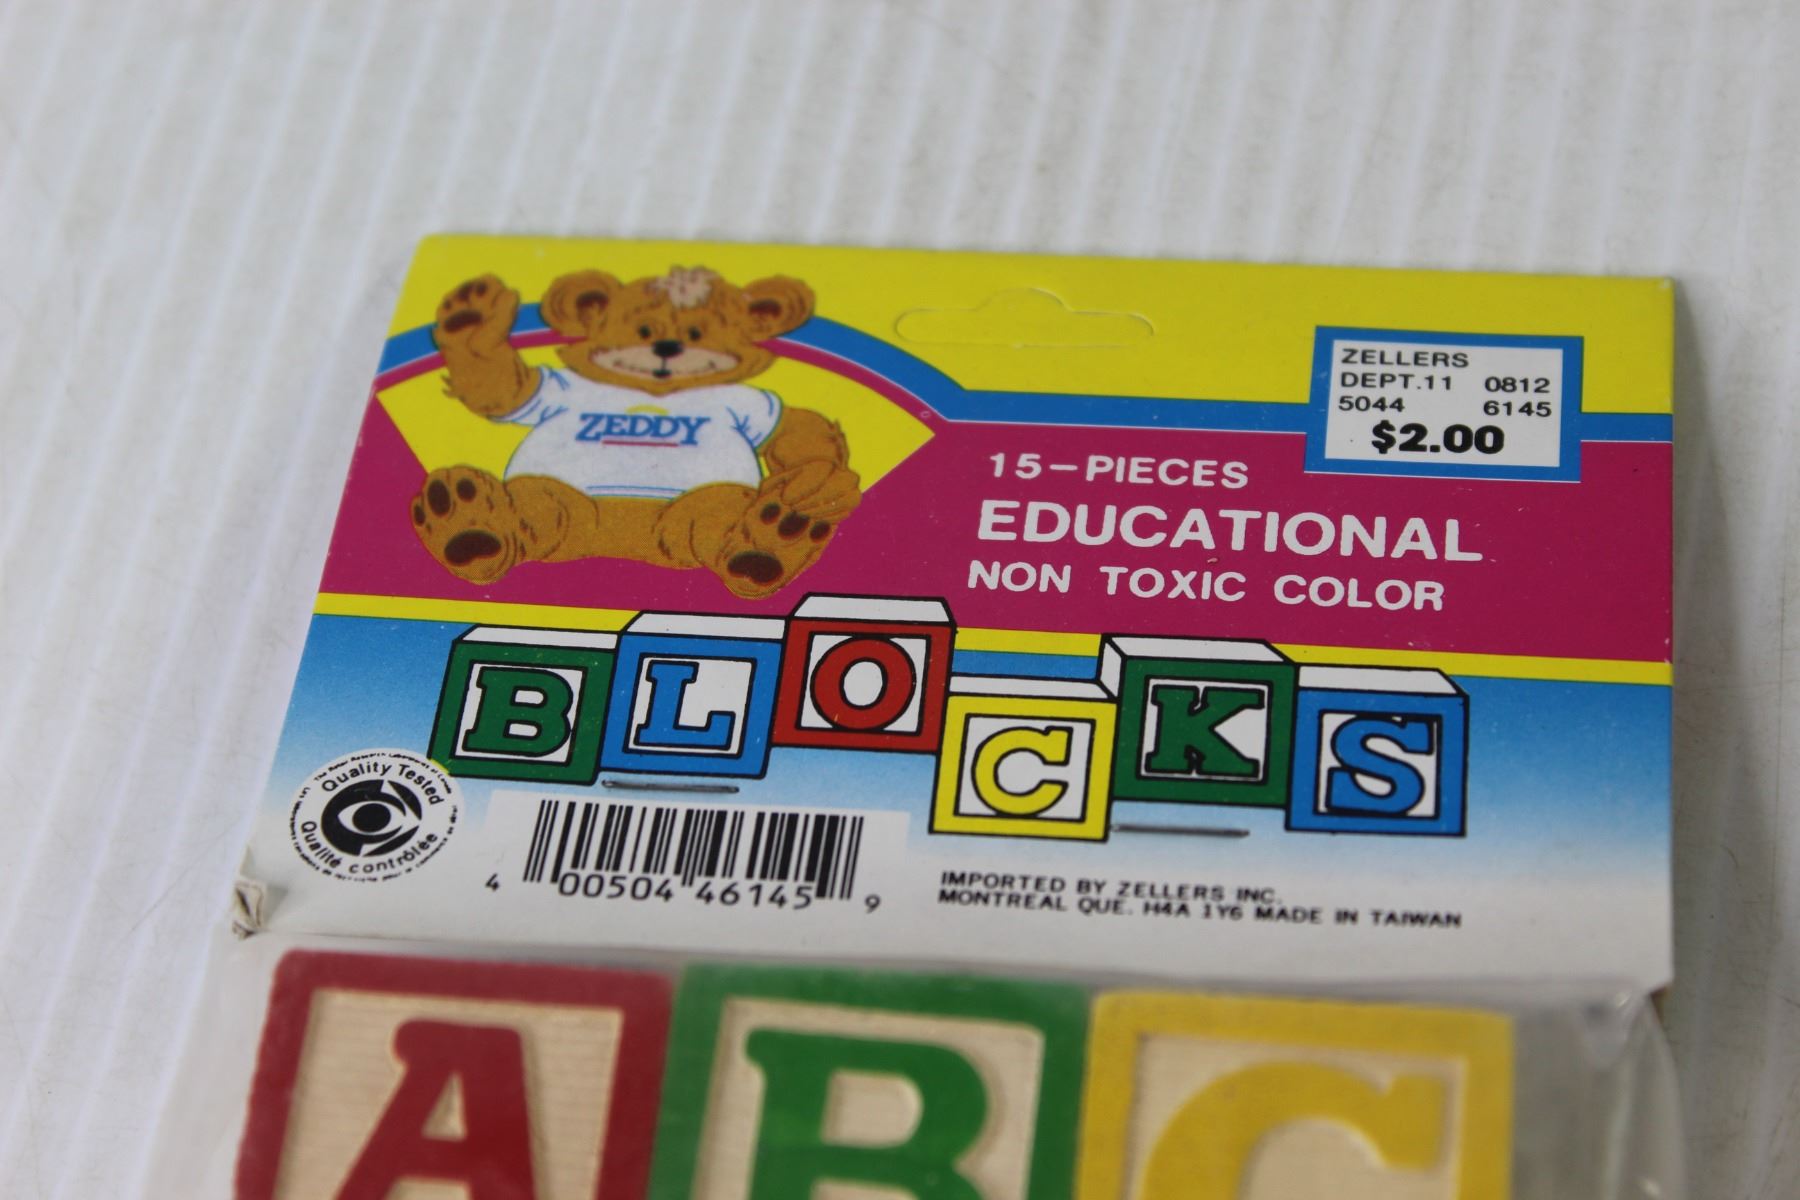 ZEDDY
ZELLERS
DEPT.11 0812
5044 6145
$2.00
15-PIECES
EDUCATIONAL
NON TOXIC COLOR
BLOCKS
Quality Tested
Qualité contrôlée
4 00504 46145 9
IMPORTED BY ZELLERS INC.
MONTREAL QUE. H4A 1Y6 MADE IN TAIWAN
A B C